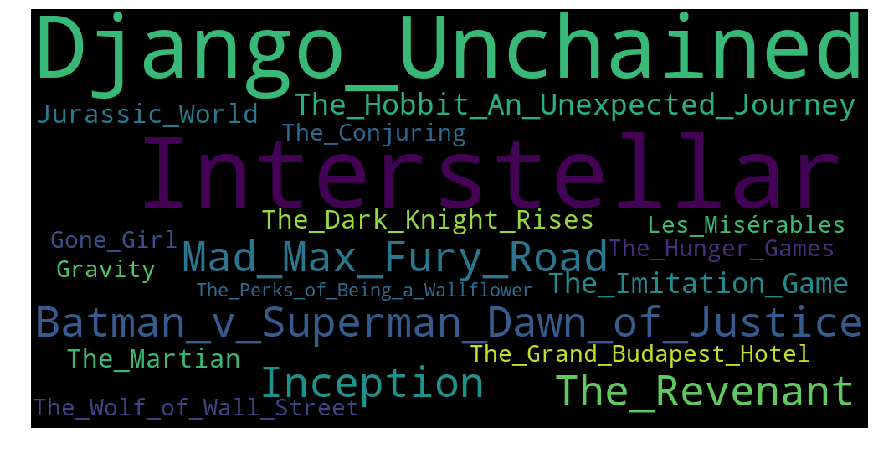 Django_Unchained
Jurassic_World
The_Hobbit_An_Unexpected_Journey
The_Conjuring
Interstellar
The_Dark_Knight_Rises
Les_Misérables
Gone_Girl
Mad_Max_Fury_Road
The_Hunger_Games
Gravity
The_Perks_of_Being_a_Wallflower
The_Imitation_Game
Batman_v_Superman_Dawn_of_Justice
The_Martian
The_Grand_Budapest_Hotel
Inception
The_Revenant
The_Wolf_of_Wall_Street